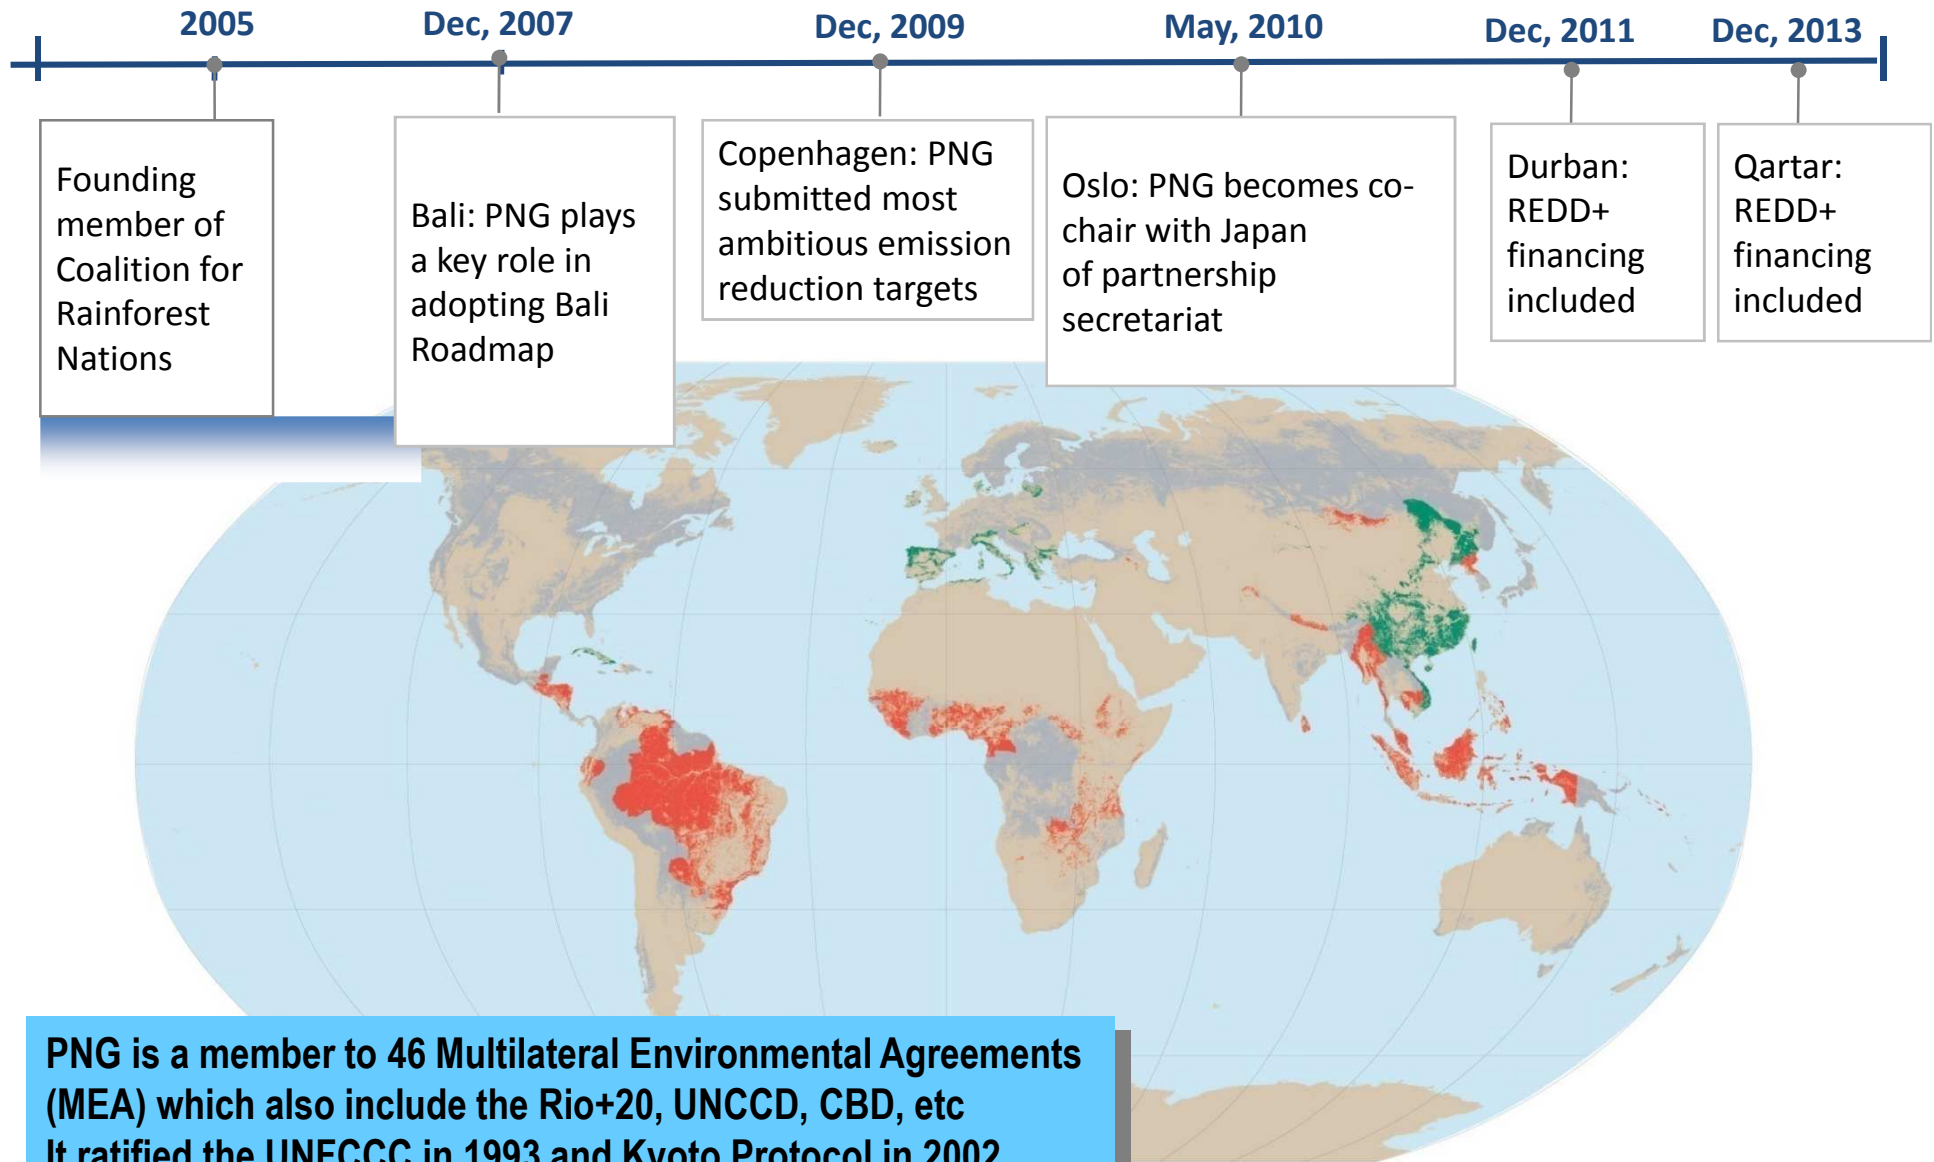 2005
Dec, 2007
Dec, 2009
May, 2010
Dec, 2011
Dec, 2013
Founding
member of
Coalition for
Rainforest
Nations
Bali: PNG plays
a key role in
adopting Bali
Roadmap
Copenhagen: PNG
submitted most
ambitious emission
reduction targets
Oslo: PNG becomes co-
chair with Japan
of partnership
secretariat
Durban:
REDD+
financing
included
Qartar:
REDD+
financing
included
PNG is a member to 46 Multilateral Environmental Agreements
(MEA) which also include the Rio+20, UNCCD, CBD, etc
It ratified the UNFCCC in 1993 and Kyoto Protocol in 2002